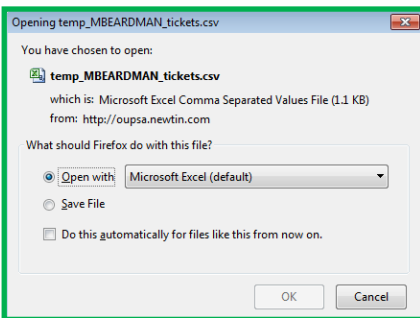 Opening temp_MBEARDMAN_tickets.csv
You have chosen to open:
temp_MBEARDMAN_tickets.csv
which is: Microsoft Excel Comma Separated Values File (1.1 KB)
from: http://oupsa.newtin.com
What should Firefox do with this file?
Open with Microsoft Excel (default)
Save File
Do this automatically for files like this from now on.
OK Cancel